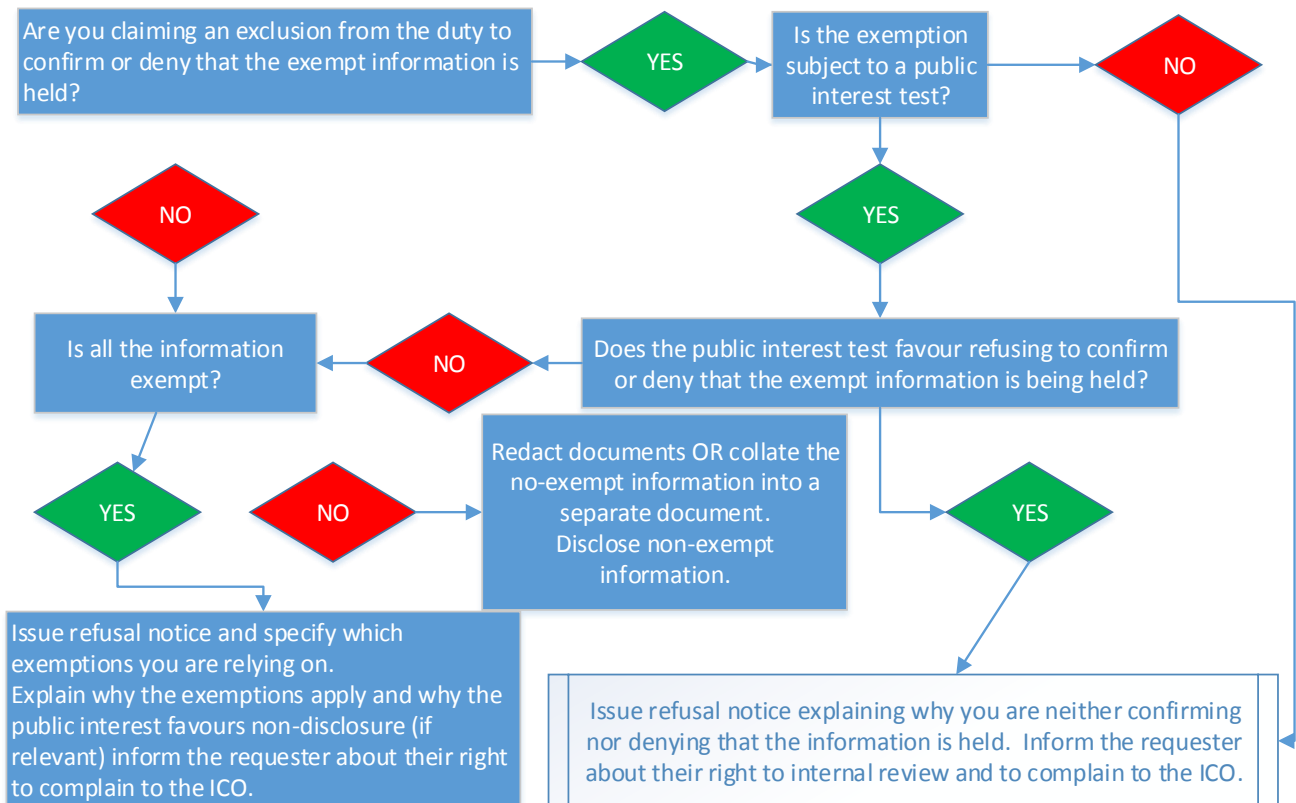 Are you claiming an exclusion from the duty to
confirm or deny that the exempt information is
held?
YES
Is the exemption
subject to a public
interest test?
NO
NO
YES
Is all the information
exempt?
NO
Does the public interest test favour refusing to confirm
or deny that the exempt information is being held?
YES
NO
Redact documents OR collate the
no-exempt information into a
separate document.
Disclose non-exempt
information.
YES
Issue refusal notice and specify which
exemptions you are relying on.
Explain why the exemptions apply and why the
public interest favours non-disclosure (if
relevant) inform the requester about their right
to complain to the ICO.
Issue refusal notice explaining why you are neither confirming
nor denying that the information is held. Inform the requester
about their right to internal review and to complain to the ICO.